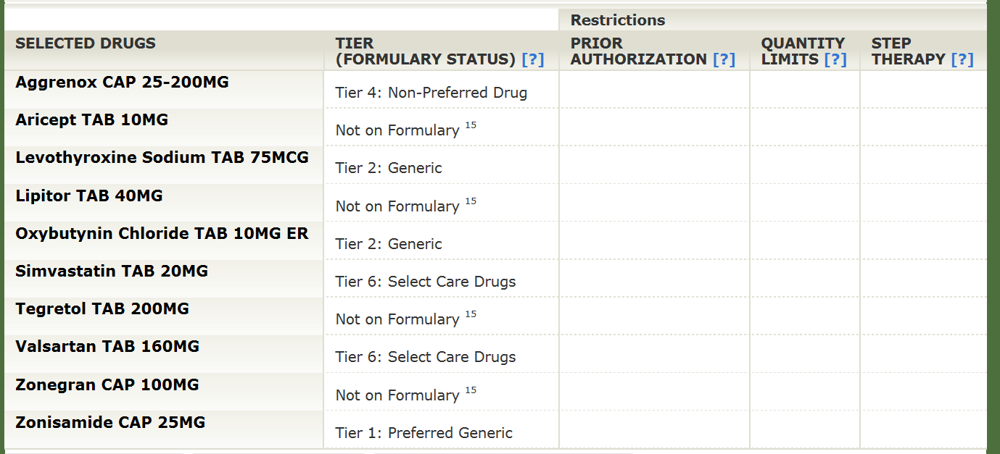 Restrictions
SELECTED DRUGS TIER PRIOR QUANTITY STEP
(FORMULARY STATUS) [?] AUTHORIZATION [?] LIMITS [?] THERAPY [?]
Aggrenox CAP 25-200MG Tier 4: Non-Preferred Drug
Aricept TAB 10MG Not on Formulary 15
Levothyroxine Sodium TAB 75MCG Tier 2: Generic
Lipitor TAB 40MG Not on Formulary 15
Oxybutynin Chloride TAB 10MG ER Tier 2: Generic
Simvastatin TAB 20MG Tier 6: Select Care Drugs
Tegretol TAB 200MG Not on Formulary 15
Valsartan TAB 160MG Tier 6: Select Care Drugs
Zonegran CAP 100MG Not on Formulary 15
Zonisamide CAP 25MG Tier 1: Preferred Generic